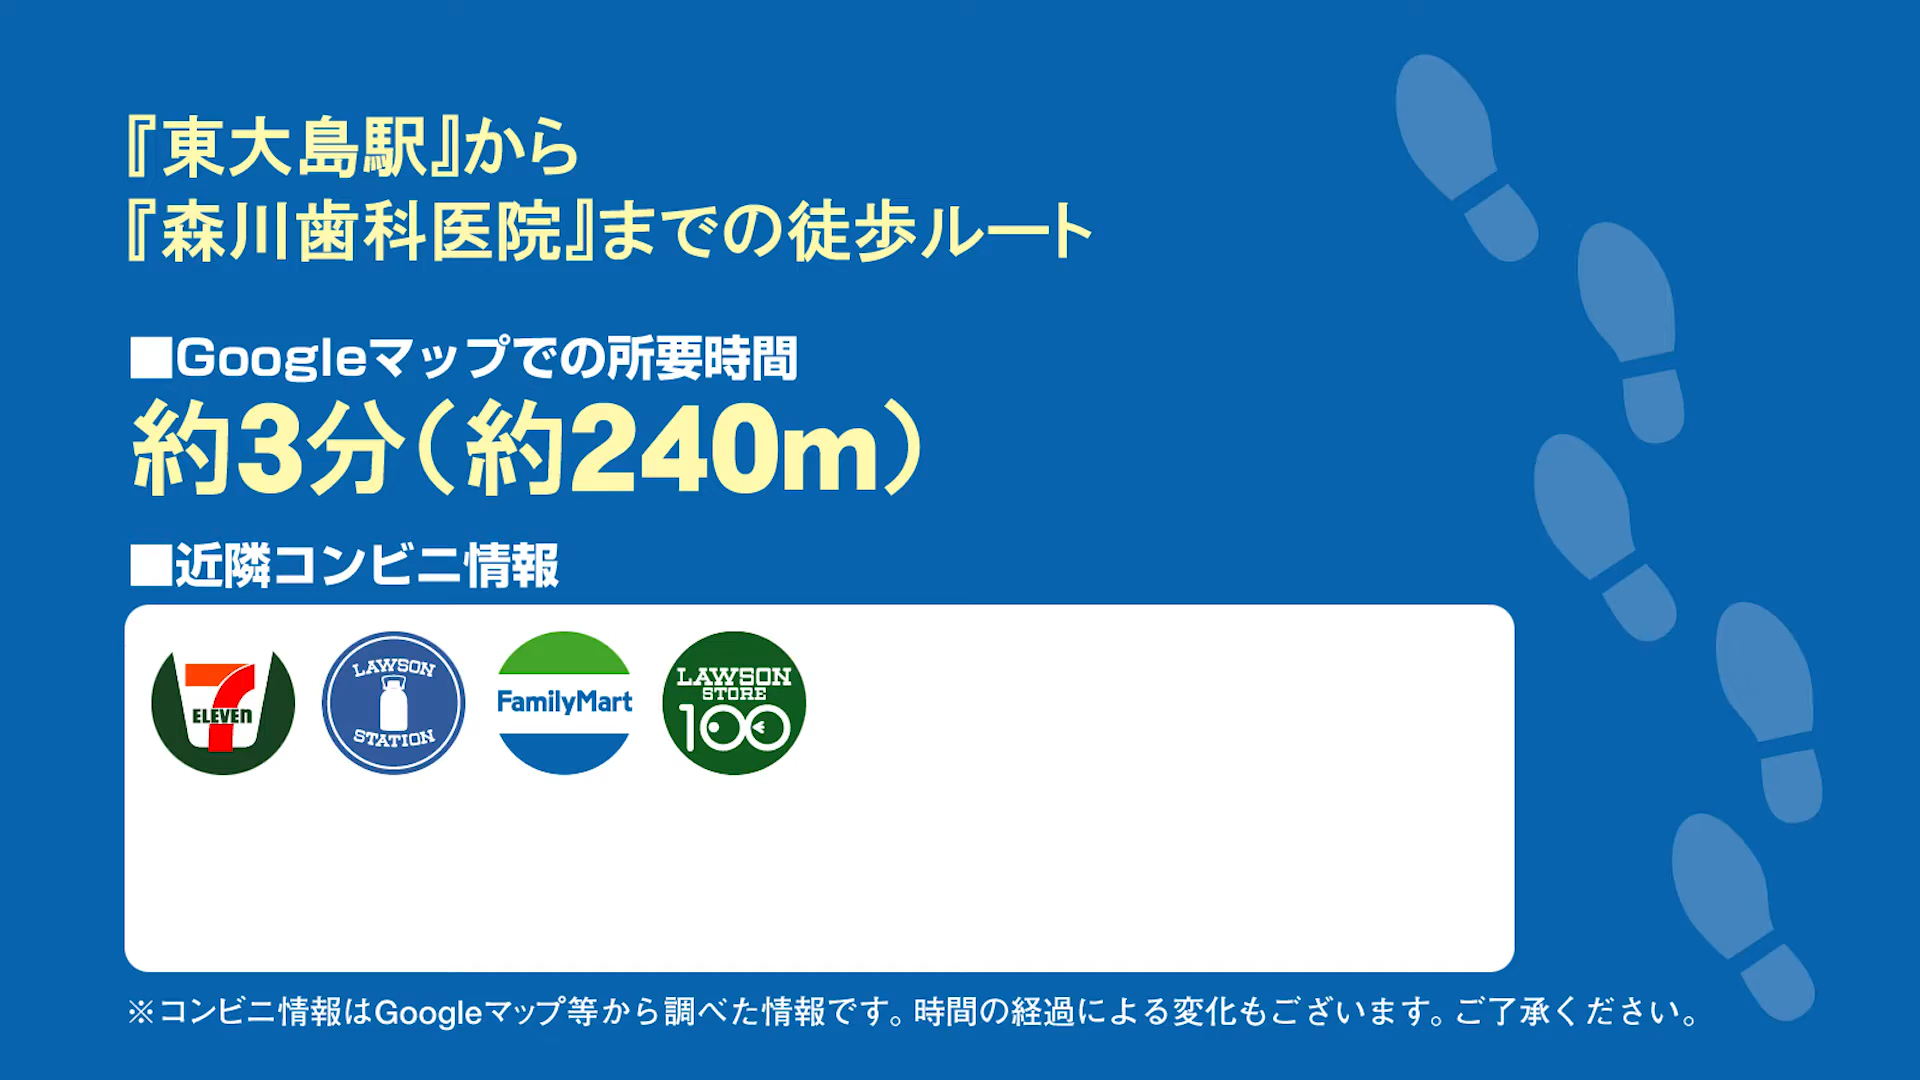 『東大島駅』から
『森川歯科医院』までの徒歩ルート
■Googleマップでの所要時間
約3分（約240m）
■近隣コンビニ情報
7
ELEVEN
LAWSON
STATION
FamilyMart
LAWSON
STORE
100
※コンビニ情報はGoogleマップ等から調べた情報です。時間の経過による変化もございます。ご了承ください。